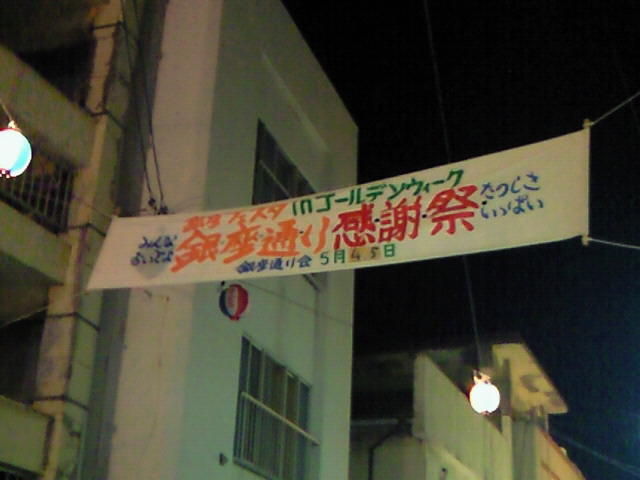 フェスタ inゴールデンウィーク
みんな
おいでよ
銀座通り感謝祭
たのしさ
いっぱい
銀座通り会 5月4・5日